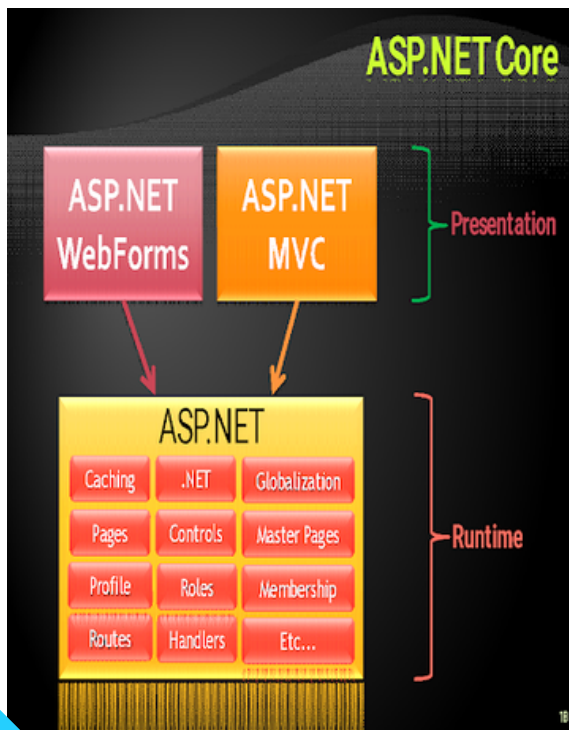 ASP.NET Core
ASP.NET
WebForms
ASP.NET
MVC
Presentation
ASP.NET
Caching
.NET
Globalization
Pages
Controls
Master Pages
Profile
Roles
Membership
Routes
Handlers
Etc...
Runtime
18